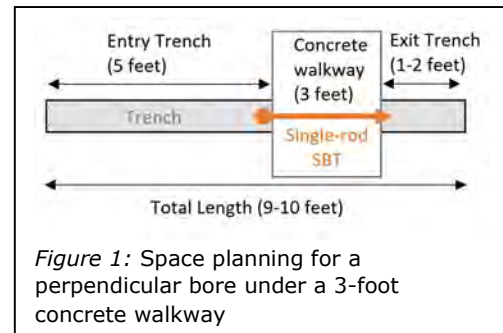 Entry Trench
(5 feet)
Concrete
walkway
(3 feet)
Exit Trench
(1-2 feet)
Trench
Single-rod
SBT
Total Length (9-10 feet)
Figure 1: Space planning for a
perpendicular bore under a 3-foot
concrete walkway